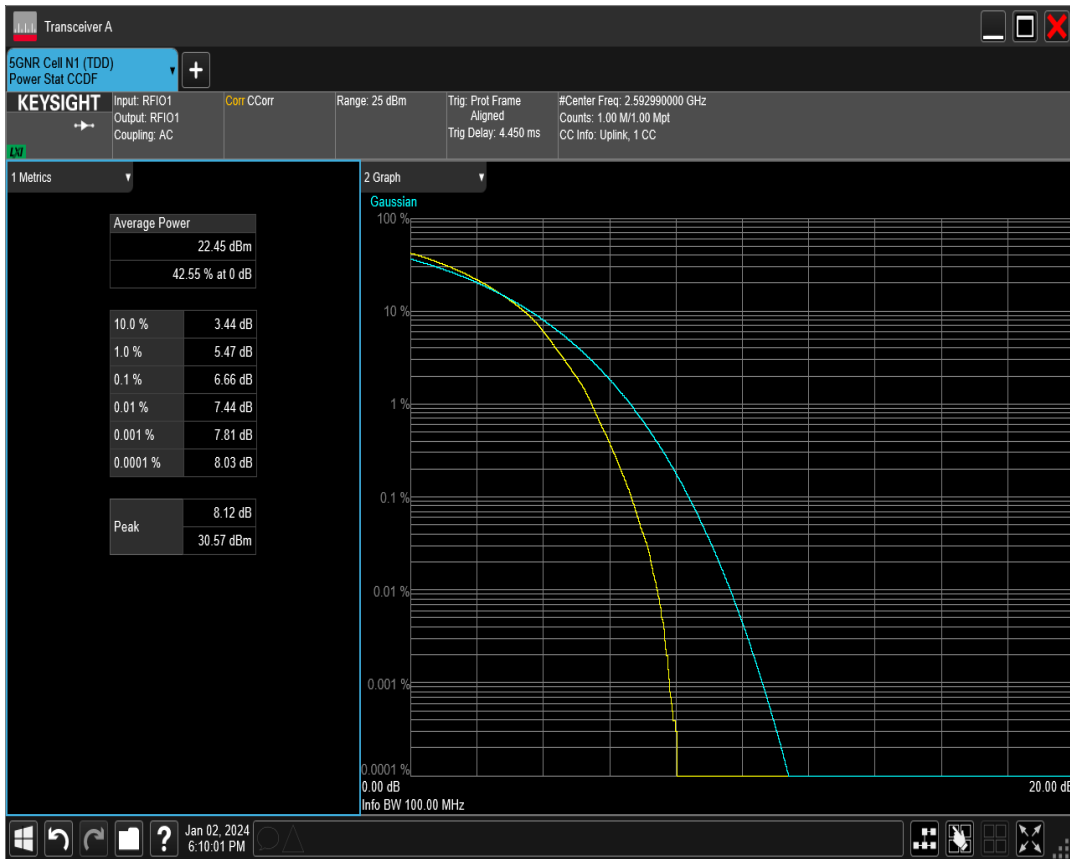 Transceiver A
5GNR Cell N1 (TDD)
Power Stat CCDF
KEYSIGHT
LXI
Input: RFIO1
Output: RFIO1
Coupling: AC
Corr CCorr
Range: 25 dBm
Trig: Prot Frame
Aligned
Trig Delay: 4.450 ms
#Center Freq: 2.592990000 GHz
Counts: 1.00 M/1.00 Mpt
CC Info: Uplink, 1 CC
1 Metrics
Average Power
22.45 dBm
42.55 % at 0 dB
10.0 % 3.44 dB
1.0 % 5.47 dB
0.1 % 6.66 dB
0.01 % 7.44 dB
0.001 % 7.81 dB
0.0001 % 8.03 dB
Peak
8.12 dB
30.57 dBm
2 Graph
Gaussian
100 %
10 %
1 %
0.1 %
0.01 %
0.001 %
0.0001 %
0.00 dB 20.00 dB
Info BW 100.00 MHz
? Jan 02, 2024
6:10:01 PM